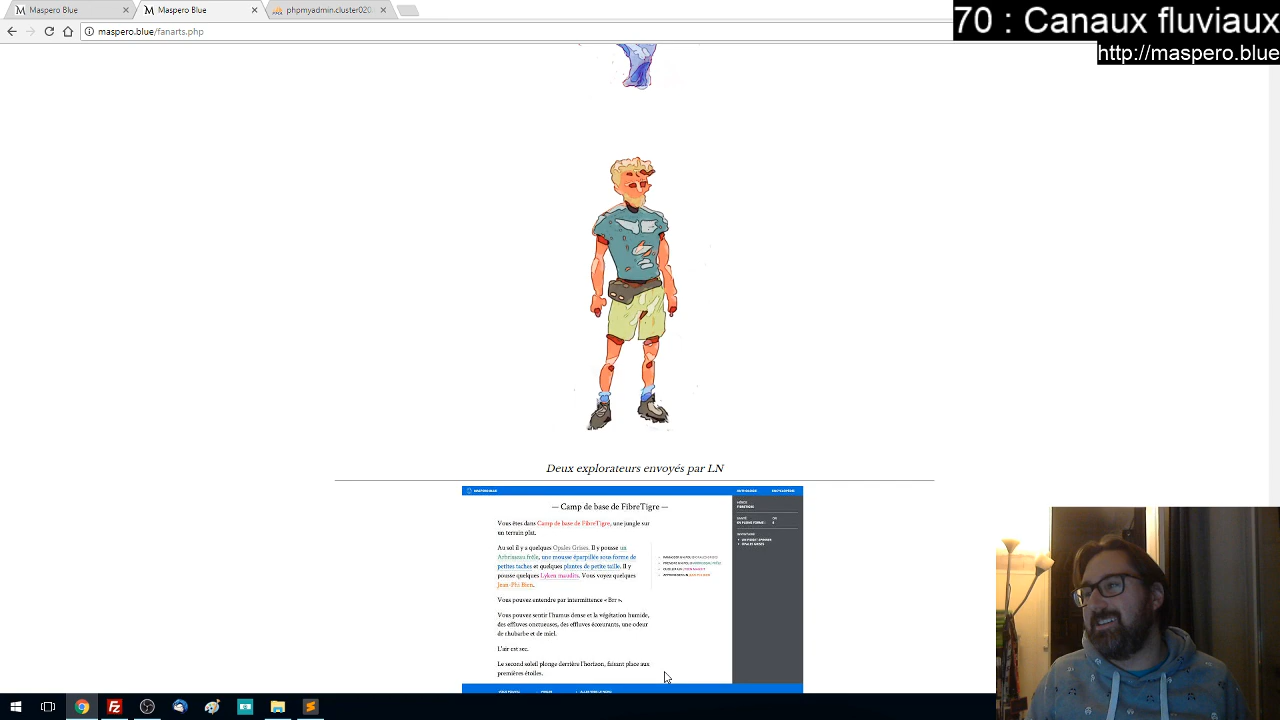 Maspero Blue
Maspero Blue
phpmyadmin.cluster020
70 : Canaux fluviaux
maspero.blue/fanarts.php
http://maspero.blue
Deux explorateurs envoyés par LN
MASPERO.BLUE
— Camp de base de FibreTigre —
Vous êtes dans Camp de base de FibreTigre, une jungle sur
un terrain plat.
Au sol il y a quelques Opales Grises. Il y pousse un
Arbrisseau frêle, une mousse éparpillée sous forme de
petites taches et quelques plantes de petite taille. Il y
pousse quelques Lyken maudits. Vous voyez quelques
Jean-Phi Bien.
Vous pouvez entendre par intermittence « Brr ».
Vous pouvez sentir l'humus dense et la végétation humide,
des effluves onctueuses, des effluves écœurants, une odeur
de rhubarbe et de miel.
L'air est sec.
Le second soleil plonge derrière l'horizon, faisant place aux
premières étoiles.